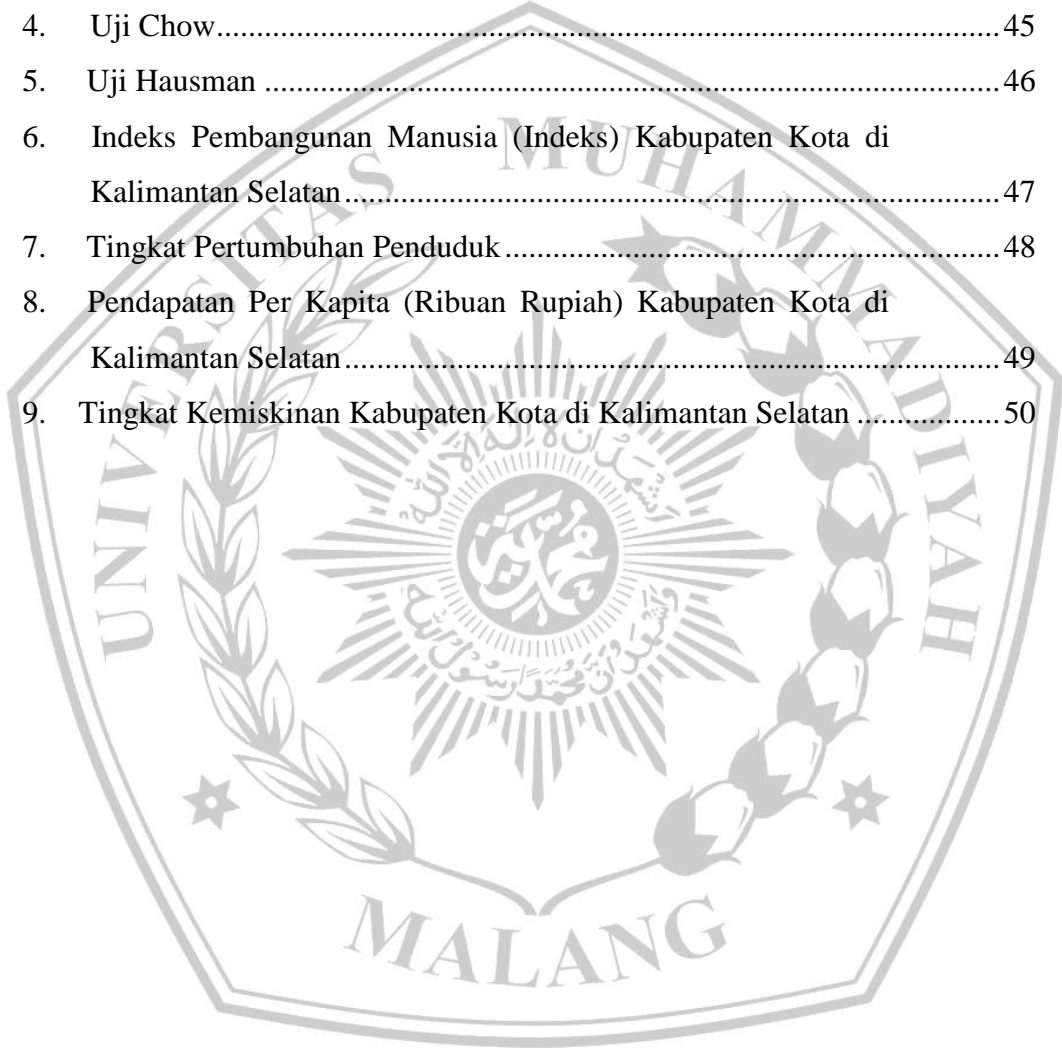 4. Uji Chow....................................................................................................45
5. Uji Hausman ..............................................................................................46
6. Indeks Pembangunan Manusia (Indeks) Kabupaten Kota di
Kalimantan Selatan....................................................................................47
7. Tingkat Pertumbuhan Penduduk................................................................48
8. Pendapatan Per Kapita (Ribuan Rupiah) Kabupaten Kota di
Kalimantan Selatan....................................................................................49
9. Tingkat Kemiskinan Kabupaten Kota di Kalimantan Selatan ..................50
UNIVERSITAS MUHAMMADIYAH
MALANG